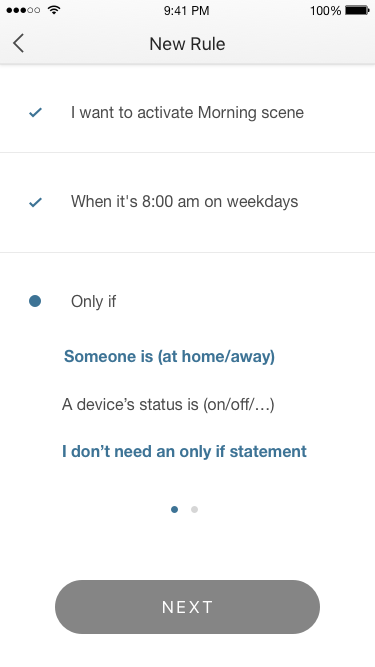 9:41 PM
100%
New Rule
I want to activate Morning scene
When it's 8:00 am on weekdays
Only if
Someone is (at home/away)
A device’s status is (on/off/…)
I don’t need an only if statement
NEXT